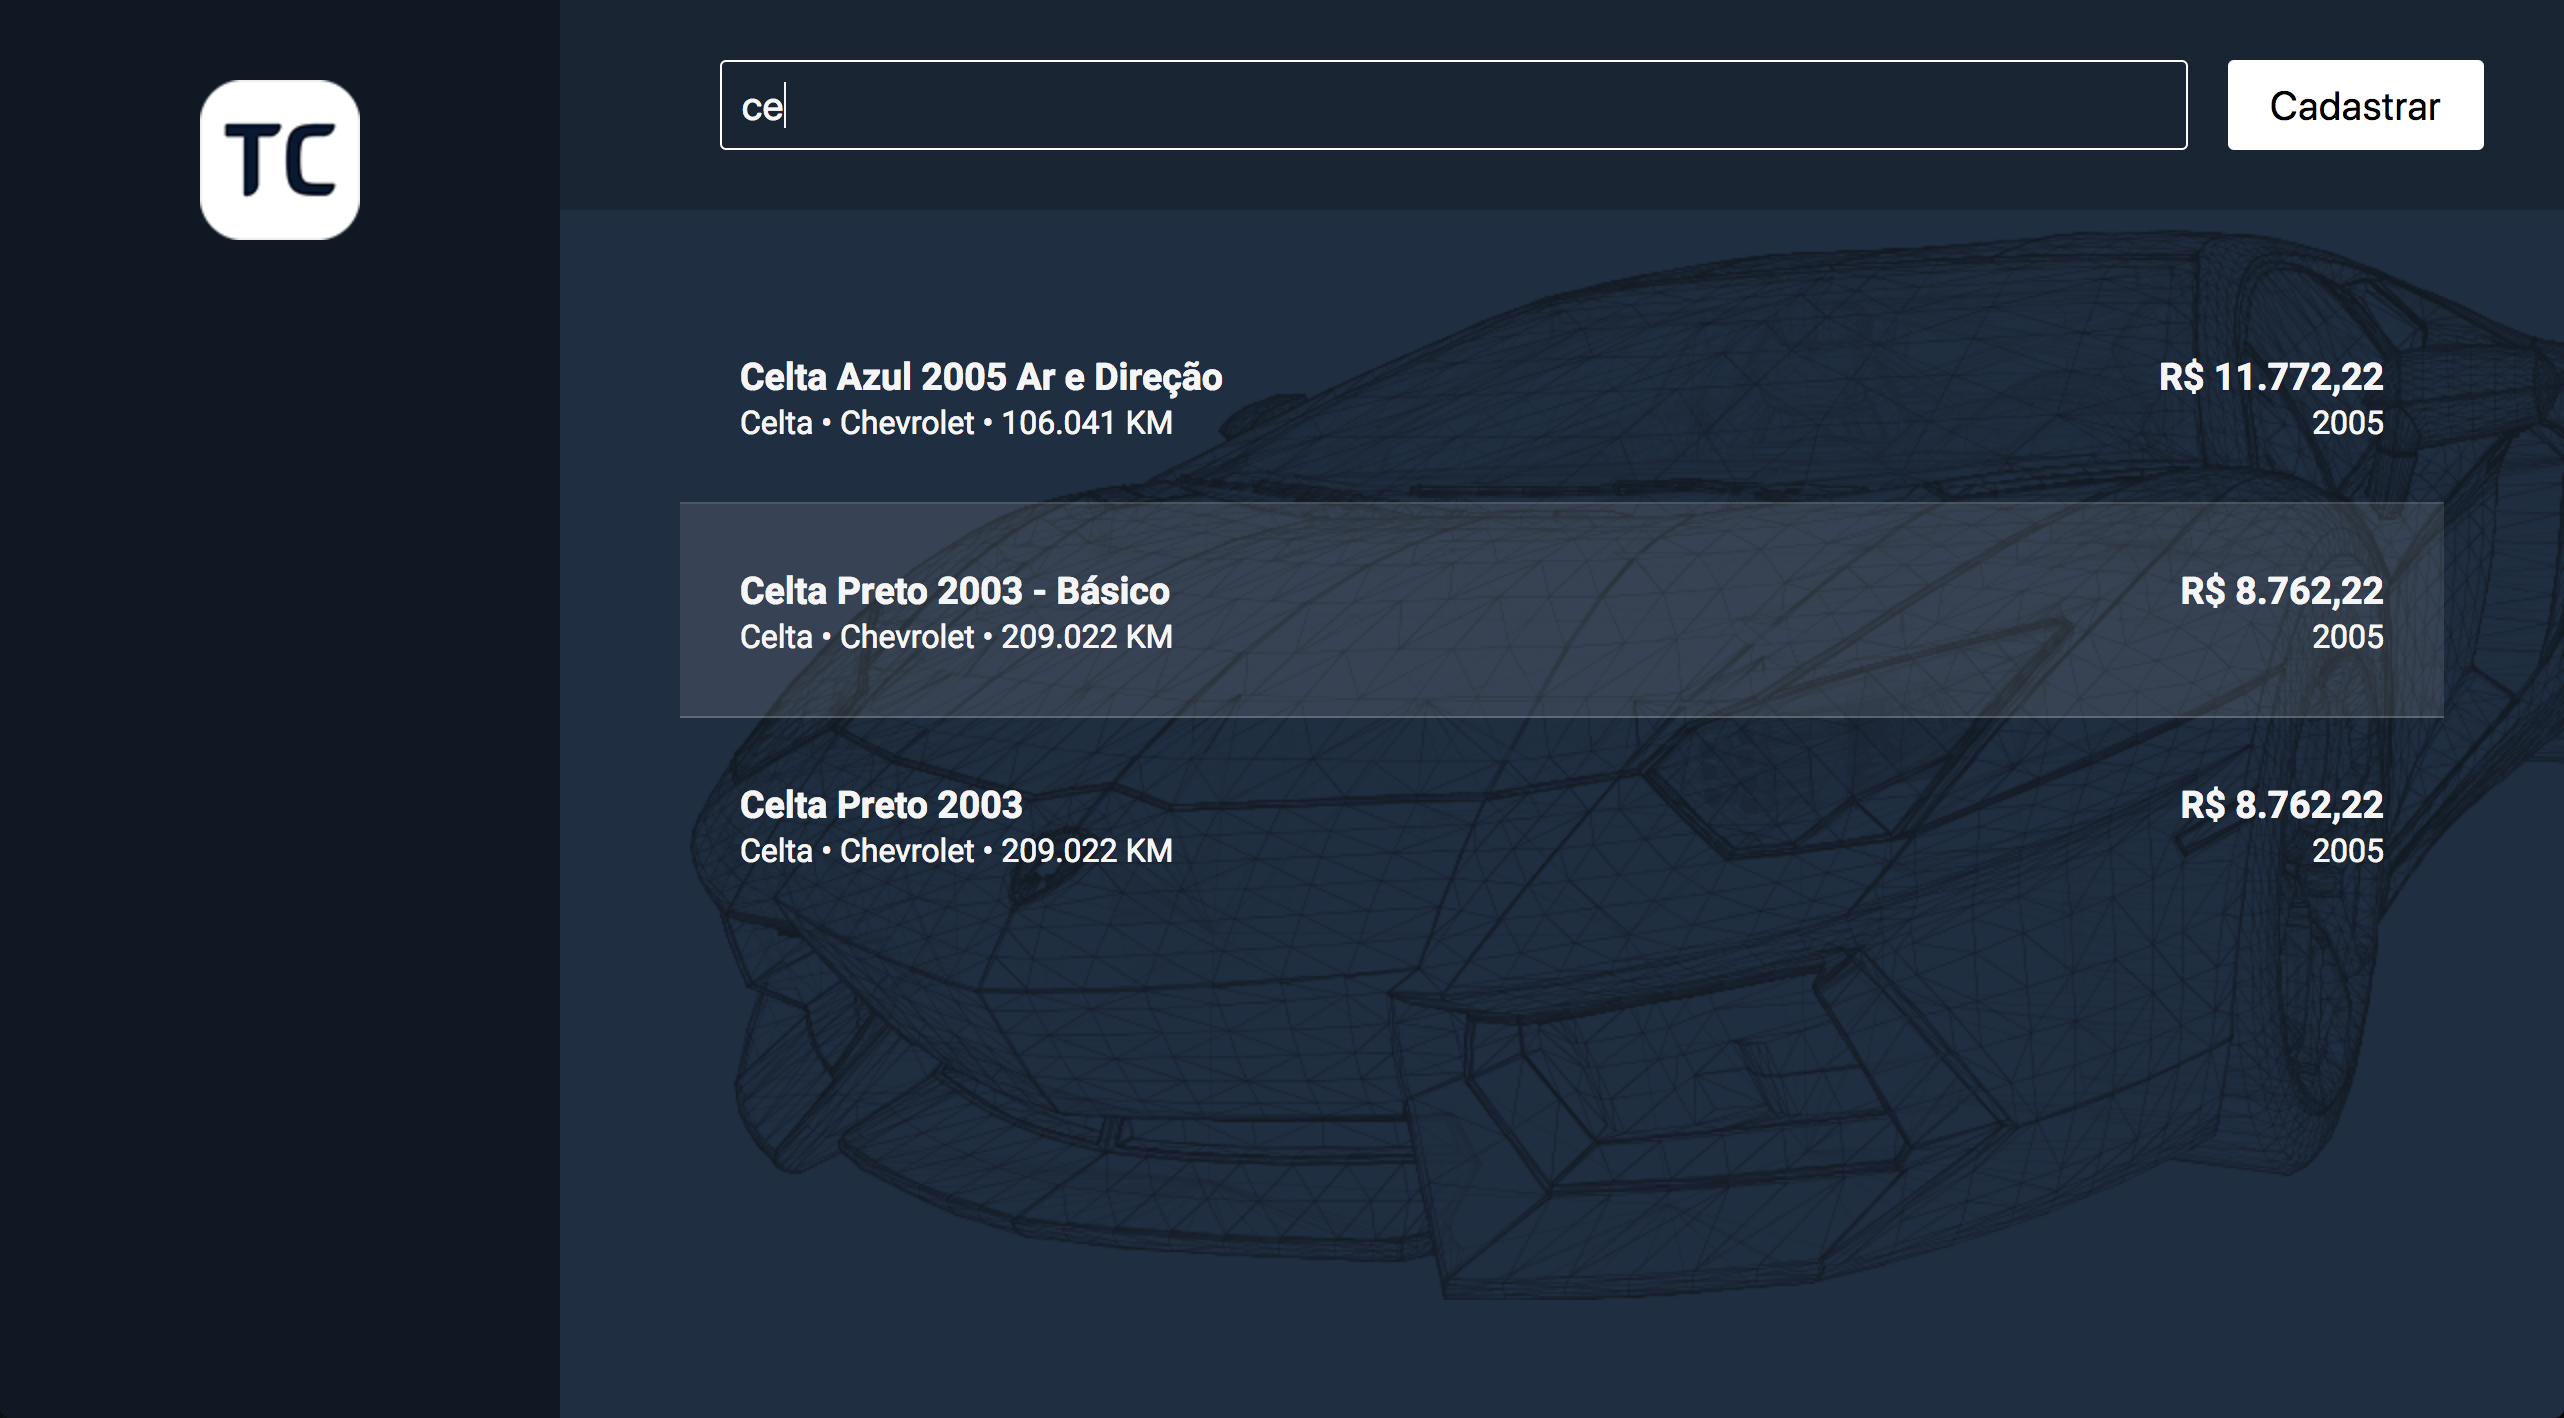 TC
ce
Cadastrar
Celta Azul 2005 Ar e Direção
R$ 11.772,22
Celta • Chevrolet • 106.041 KM
2005
Celta Preto 2003 - Básico
R$ 8.762,22
Celta • Chevrolet • 209.022 KM
2005
Celta Preto 2003
R$ 8.762,22
Celta • Chevrolet • 209.022 KM
2005